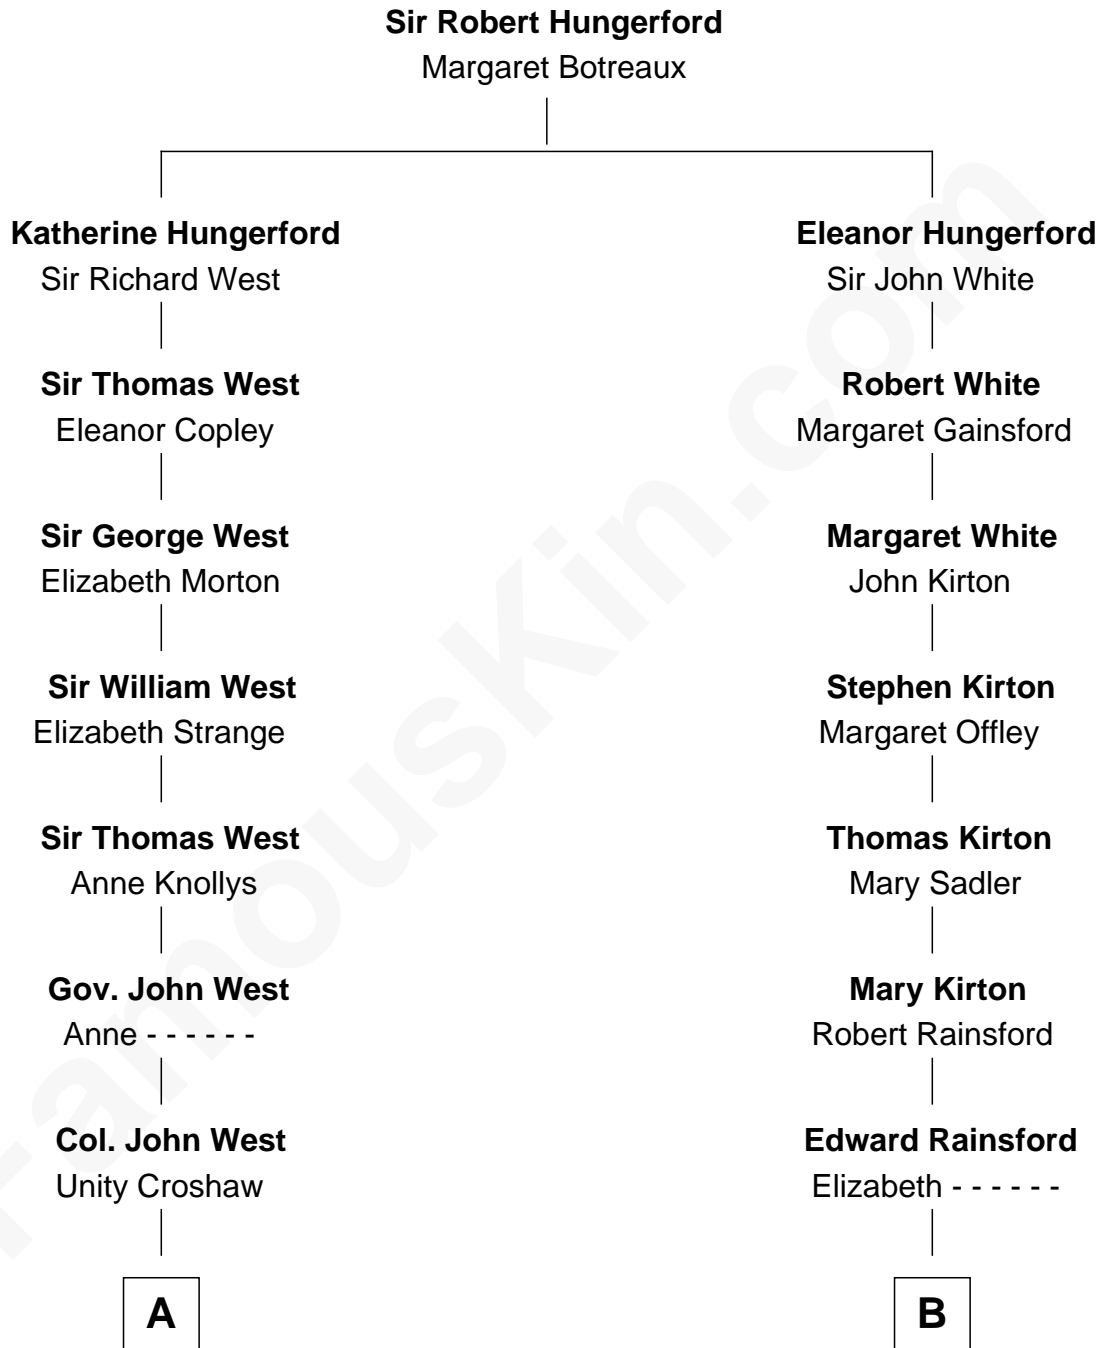 Sir Robert Hungerford
Margaret Botreaux
Katherine Hungerford
Sir Richard West
Eleanor Hungerford
Sir John White
Sir Thomas West
Eleanor Copley
Robert White
Margaret Gainsford
Sir George West
Elizabeth Morton
Margaret White
John Kirton
Sir William West
Elizabeth Strange
Stephen Kirton
Margaret Offley
Sir Thomas West
Anne Knollys
Thomas Kirton
Mary Sadler
Gov. John West
Anne - - - - - -
Mary Kirton
Robert Rainsford
Col. John West
Unity Croshaw
Edward Rainsford
Elizabeth - - - - - -
A
B
FamousKin.com